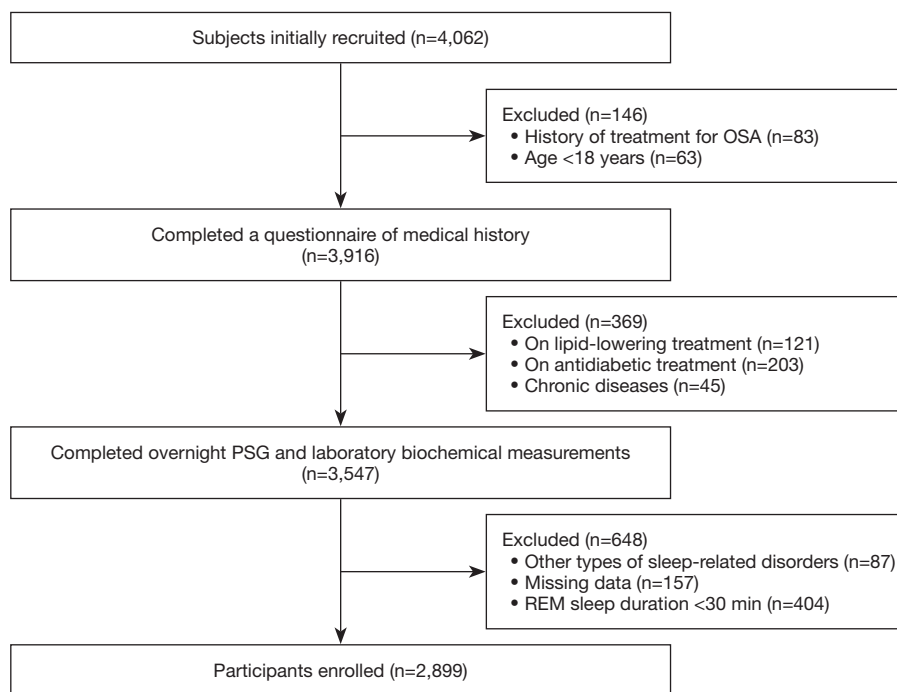 Subjects initially recruited (n=4,062)
Excluded (n=146)
• History of treatment for OSA (n=83)
• Age <18 years (n=63)
Completed a questionnaire of medical history
(n=3,916)
Excluded (n=369)
• On lipid-lowering treatment (n=121)
• On antidiabetic treatment (n=203)
• Chronic diseases (n=45)
Completed overnight PSG and laboratory biochemical measurements
(n=3,547)
Excluded (n=648)
• Other types of sleep-related disorders (n=87)
• Missing data (n=157)
• REM sleep duration <30 min (n=404)
Participants enrolled (n=2,899)